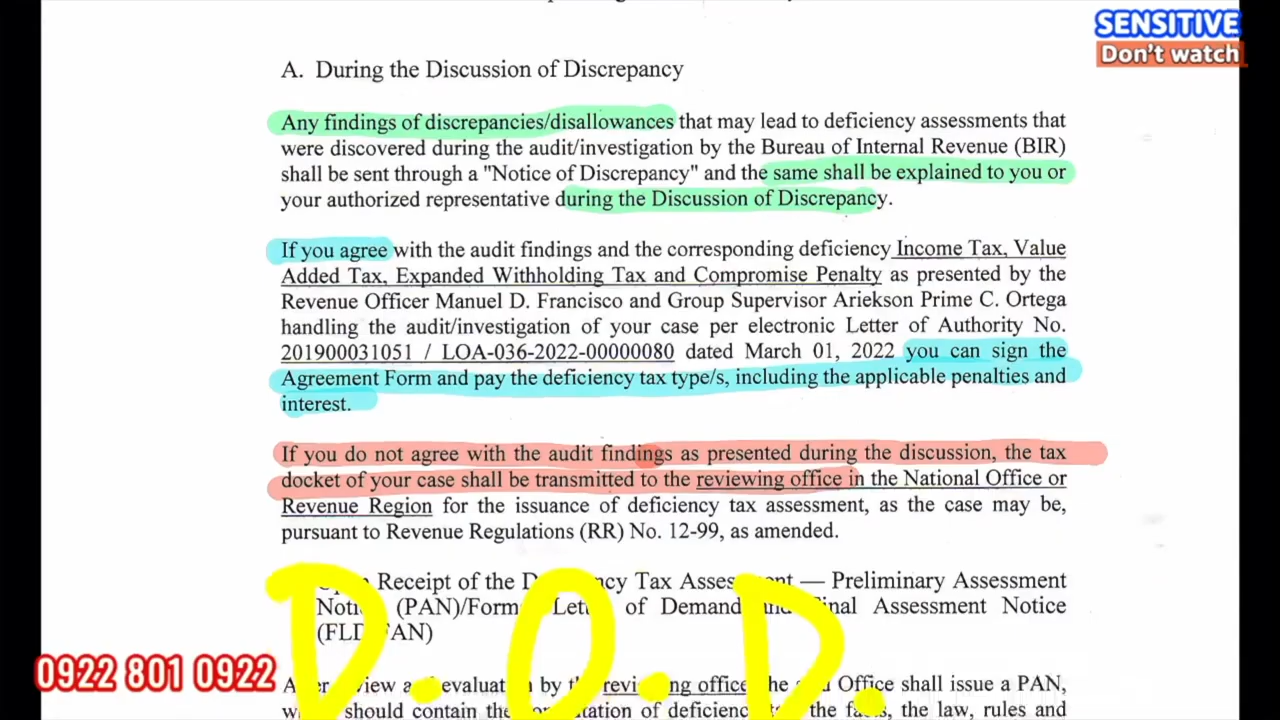 SENSITIVE
Don't watch
A. During the Discussion of Discrepancy
Any findings of discrepancies/disallowances that may lead to deficiency assessments that
were discovered during the audit/investigation by the Bureau of Internal Revenue (BIR)
shall be sent through a "Notice of Discrepancy" and the same shall be explained to you or
your authorized representative during the Discussion of Discrepancy.
If you agree with the audit findings and the corresponding deficiency Income Tax, Value
Added Tax, Expanded Withholding Tax and Compromise Penalty as presented by the
Revenue Officer Manuel D. Francisco and Group Supervisor Ariekson Prime C. Ortega
handling the audit/investigation of your case per electronic Letter of Authority No.
201900031051 / LOA-036-2022-00000080 dated March 01, 2022 you can sign the
Agreement Form and pay the deficiency tax type/s, including the applicable penalties and
interest.
If you do not agree with the audit findings as presented during the discussion, the tax
docket of your case shall be transmitted to the reviewing office in the National Office or
Revenue Region for the issuance of deficiency tax assessment, as the case may be,
pursuant to Revenue Regulations (RR) No. 12-99, as amended.
Receipt of the Tax — Preliminary Assessment
(PAN)/ of Demand Final Assessment Notice
D.O.D.
0922 801 0922
by reviewing office Office shall issue a PAN,
should contain the the law, rules and